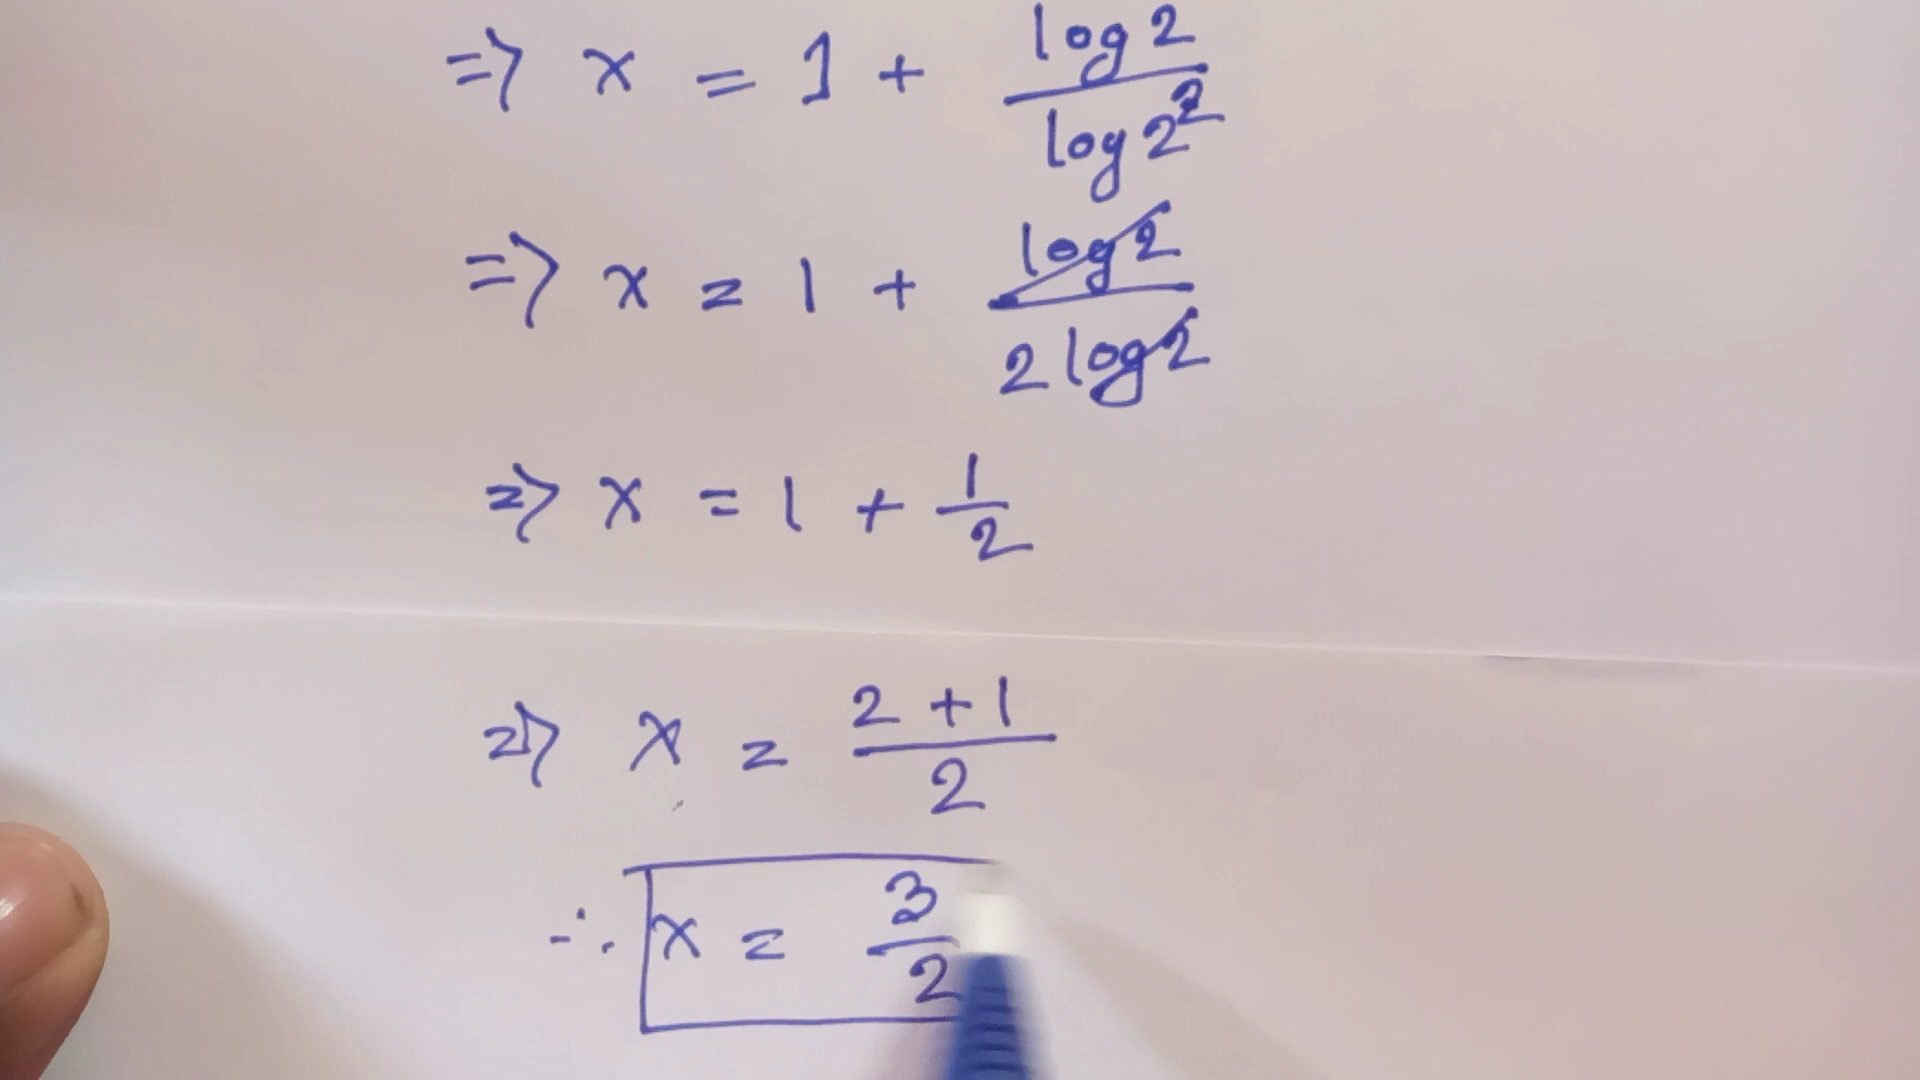 ⇒ x = 1 + log 2 / log 2²
⇒ x = 1 + log 2 / 2 log 2
⇒ x = 1 + 1/2
⇒ x = 2 + 1 / 2
∴ x = 3/2